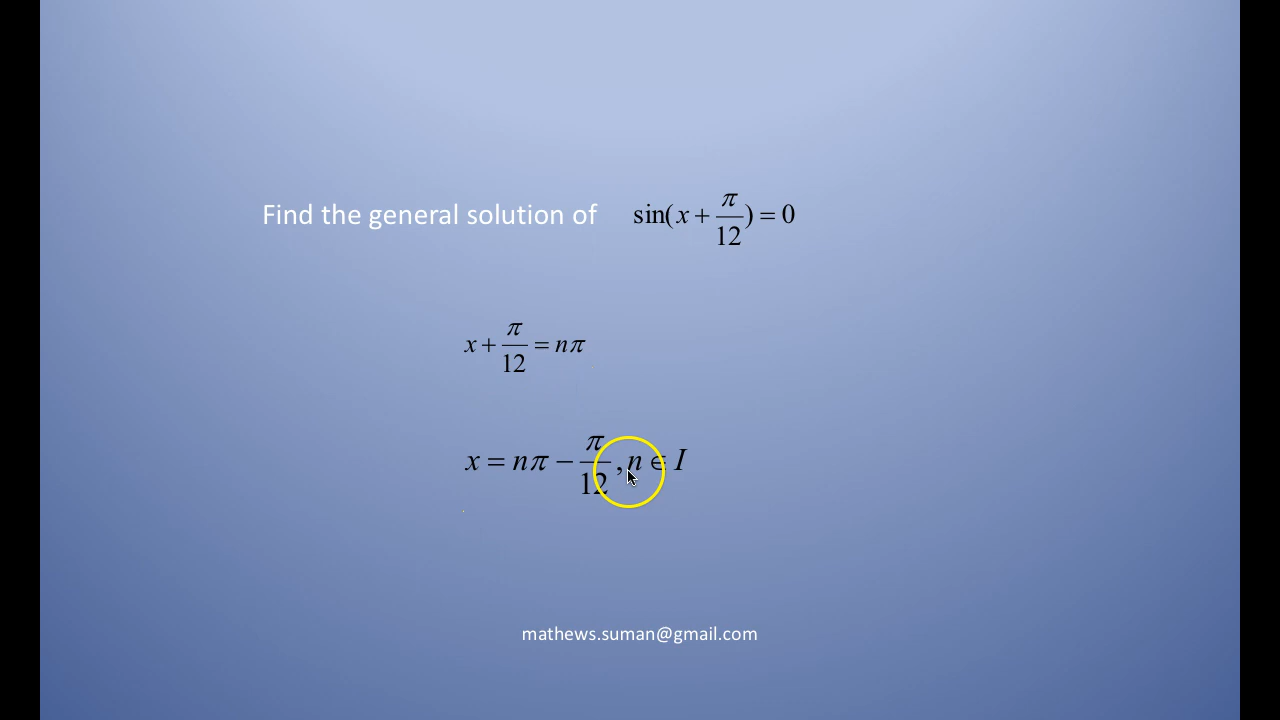 Find the general solution of sin(x + π/12) = 0
x + π/12 = nπ
x = nπ − π/12 , n ∈ I
mathews.suman@gmail.com